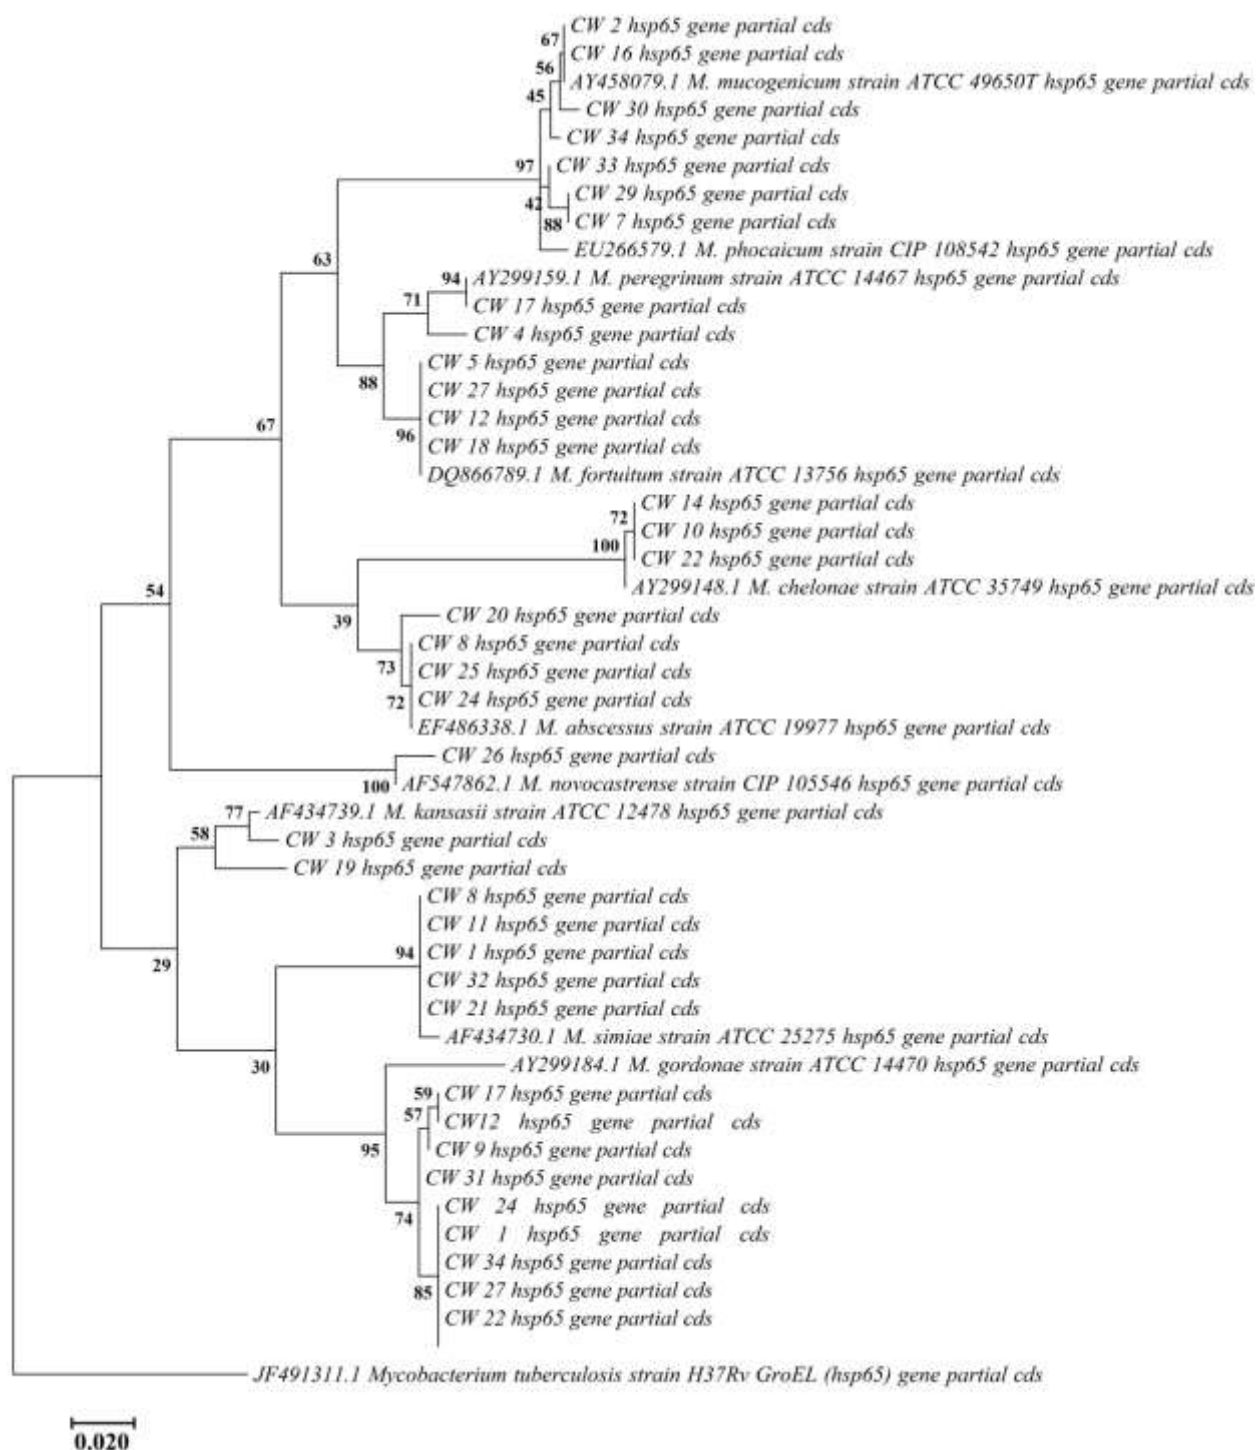 CW 2 hsp65 gene partial cds
67
CW 16 hsp65 gene partial cds
56
AY458079.1 M. mucogenicum strain ATCC 49650T hsp65 gene partial cds
45
CW 30 hsp65 gene partial cds
CW 34 hsp65 gene partial cds
97
CW 33 hsp65 gene partial cds
CW 29 hsp65 gene partial cds
42
88
CW 7 hsp65 gene partial cds
EU266579.1 M. phocaicum strain CIP 108542 hsp65 gene partial cds
63
94
AY299159.1 M. peregrinum strain ATCC 14467 hsp65 gene partial cds
71
CW 17 hsp65 gene partial cds
CW 4 hsp65 gene partial cds
CW 5 hsp65 gene partial cds
88
CW 27 hsp65 gene partial cds
67
CW 12 hsp65 gene partial cds
96
CW 18 hsp65 gene partial cds
DQ866789.1 M. fortuitum strain ATCC 13756 hsp65 gene partial cds
CW 14 hsp65 gene partial cds
72
CW 10 hsp65 gene partial cds
100
CW 22 hsp65 gene partial cds
AY299148.1 M. chelonae strain ATCC 35749 hsp65 gene partial cds
54
39
CW 20 hsp65 gene partial cds
CW 8 hsp65 gene partial cds
73
CW 25 hsp65 gene partial cds
72
CW 24 hsp65 gene partial cds
EF486338.1 M. abscessus strain ATCC 19977 hsp65 gene partial cds
CW 26 hsp65 gene partial cds
100
AF547862.1 M. novocastrense strain CIP 105546 hsp65 gene partial cds
77
AF434739.1 M. kansasii strain ATCC 12478 hsp65 gene partial cds
58
CW 3 hsp65 gene partial cds
CW 19 hsp65 gene partial cds
CW 8 hsp65 gene partial cds
CW 11 hsp65 gene partial cds
94
CW 1 hsp65 gene partial cds
29
CW 32 hsp65 gene partial cds
CW 21 hsp65 gene partial cds
AF434730.1 M. simiae strain ATCC 25275 hsp65 gene partial cds
30
AY299184.1 M. gordonae strain ATCC 14470 hsp65 gene partial cds
59
CW 17 hsp65 gene partial cds
57
CW12 hsp65 gene partial cds
95
CW 9 hsp65 gene partial cds
CW 31 hsp65 gene partial cds
74
CW 24 hsp65 gene partial cds
CW 1 hsp65 gene partial cds
CW 34 hsp65 gene partial cds
85
CW 27 hsp65 gene partial cds
CW 22 hsp65 gene partial cds
JF491311.1 Mycobacterium tuberculosis strain H37Rv GroEL (hsp65) gene partial cds
0.020